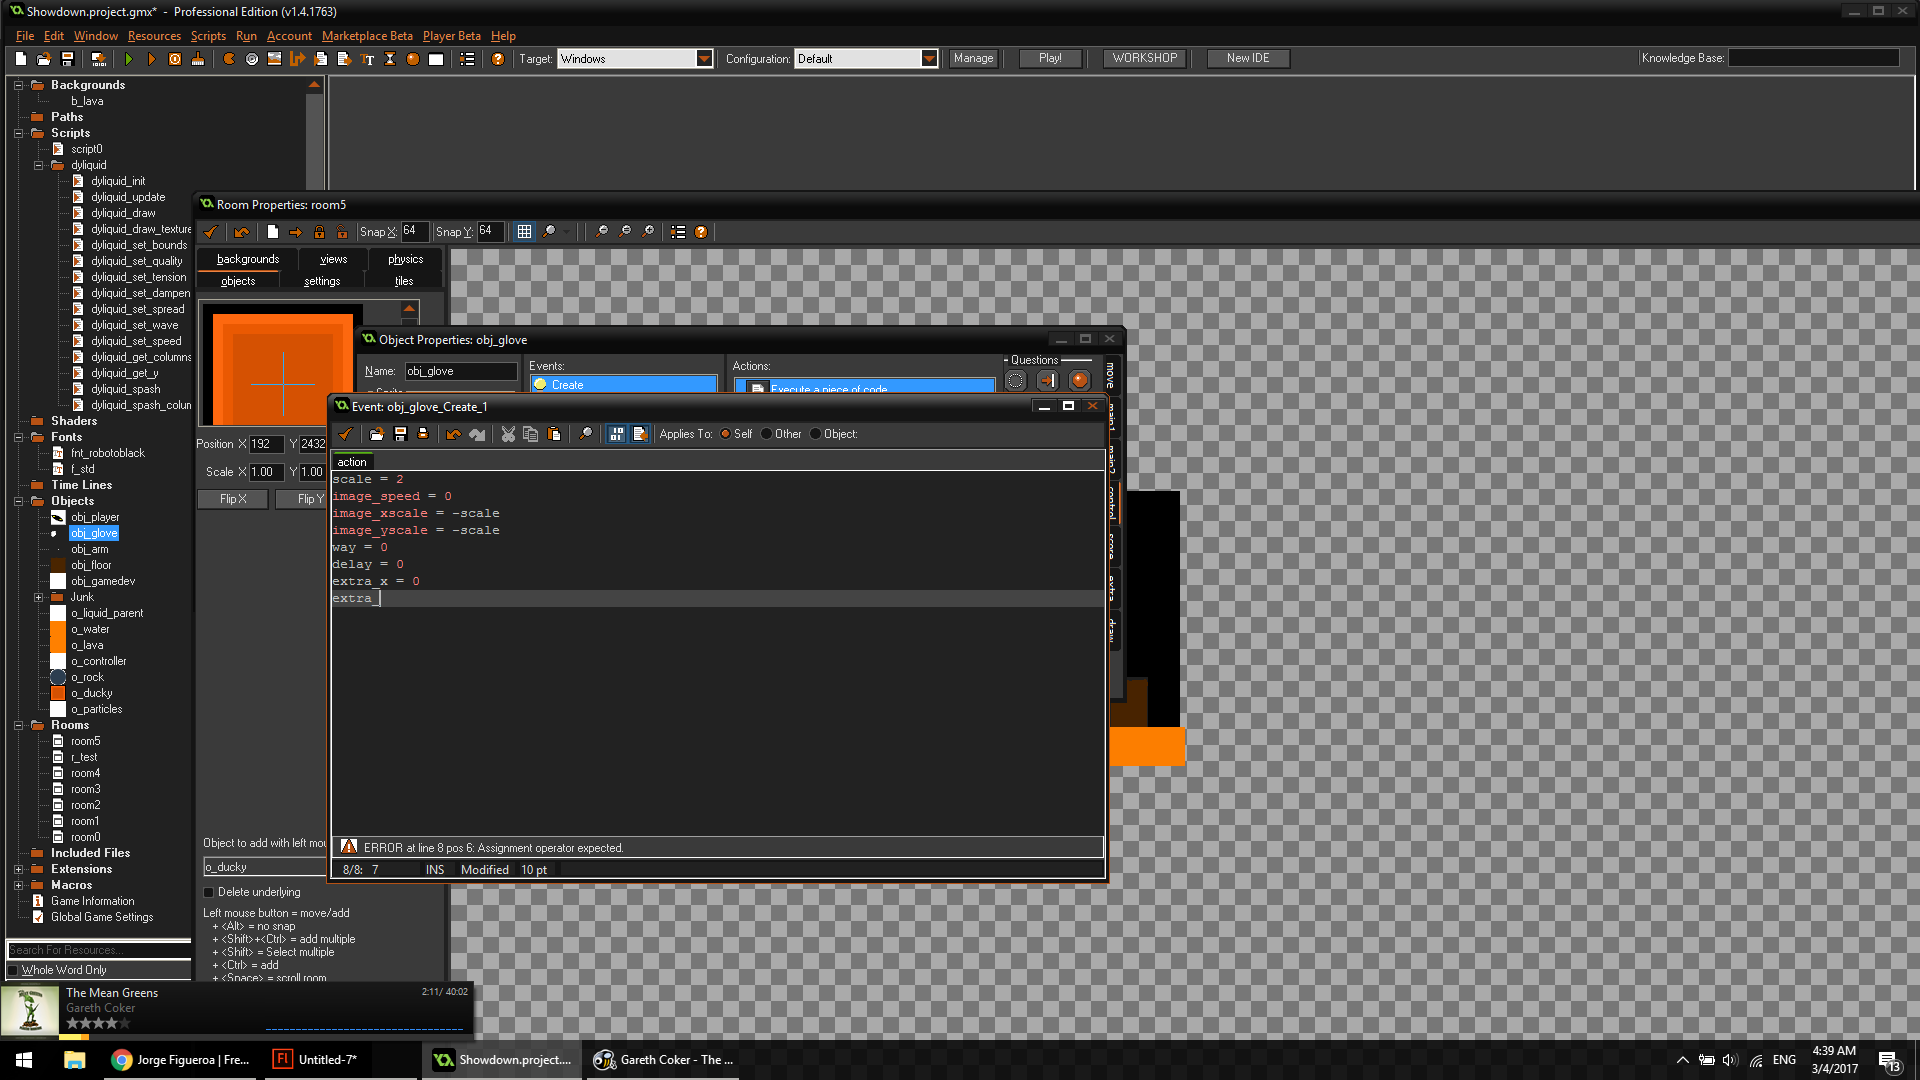 Showdown.project.gmx* - Professional Edition (v1.4.1763)
File Edit Window Resources Scripts Run Account Marketplace Beta Player Beta Help
Target: Windows Configuration: Default Manage Play! WORKSHOP New IDE Knowledge Base:
Backgrounds
b_lava
Paths
Scripts
script0
dyliquid
dyliquid_init
dyliquid_update
dyliquid_draw
dyliquid_draw_texture
dyliquid_set_bounds
dyliquid_set_quality
dyliquid_set_tension
dyliquid_set_dampen
dyliquid_set_spread
dyliquid_set_wave
dyliquid_set_speed
dyliquid_get_columns
dyliquid_get_y
dyliquid_spash
dyliquid_spash_colum
Shaders
Fonts
fnt_robotoblack
f_std
Time Lines
Objects
obj_player
obj_glove
obj_arm
obj_floor
obj_gamedev
Junk
o_liquid_parent
o_water
o_lava
o_controller
o_rock
o_ducky
o_particles
Rooms
room5
r_test
room4
room3
room2
room1
room0
Included Files
Extensions
Macros
Game Information
Global Game Settings
Search For Resources...
Whole Word Only
Room Properties: room5
Snap X: 64 Snap Y: 64
backgrounds views physics
objects settings tiles
Position X 192 Y 2432
Scale X 1.00 Y 1.00
Flip X Flip Y
Object to add with left mou
o_ducky
Delete underlying
Left mouse button = move/add
+ <Alt> = no snap
+ <Shift>+<Ctrl> = add multiple
+ <Shift> = Select multiple
+ <Ctrl> = add
+ <Space> = scroll room
Object Properties: obj_glove
Name: obj_glove
Events:
Create
Actions:
Execute a piece of code
Questions
move
main1
main2
control
score
extra
draw
Event: obj_glove_Create_1
Applies To: Self Other Object:
action
scale = 2
image_speed = 0
image_xscale = -scale
image_yscale = -scale
way = 0
delay = 0
extra_x = 0
extra_
ERROR at line 8 pos 6: Assignment operator expected.
8/8: 7 INS Modified 10 pt
The Mean Greens 2:11/ 40:02
Gareth Coker
Jorge Figueroa | Fre... Untitled-7* Showdown.project.... Gareth Coker - The ...
ENG
4:39 AM
3/4/2017
13